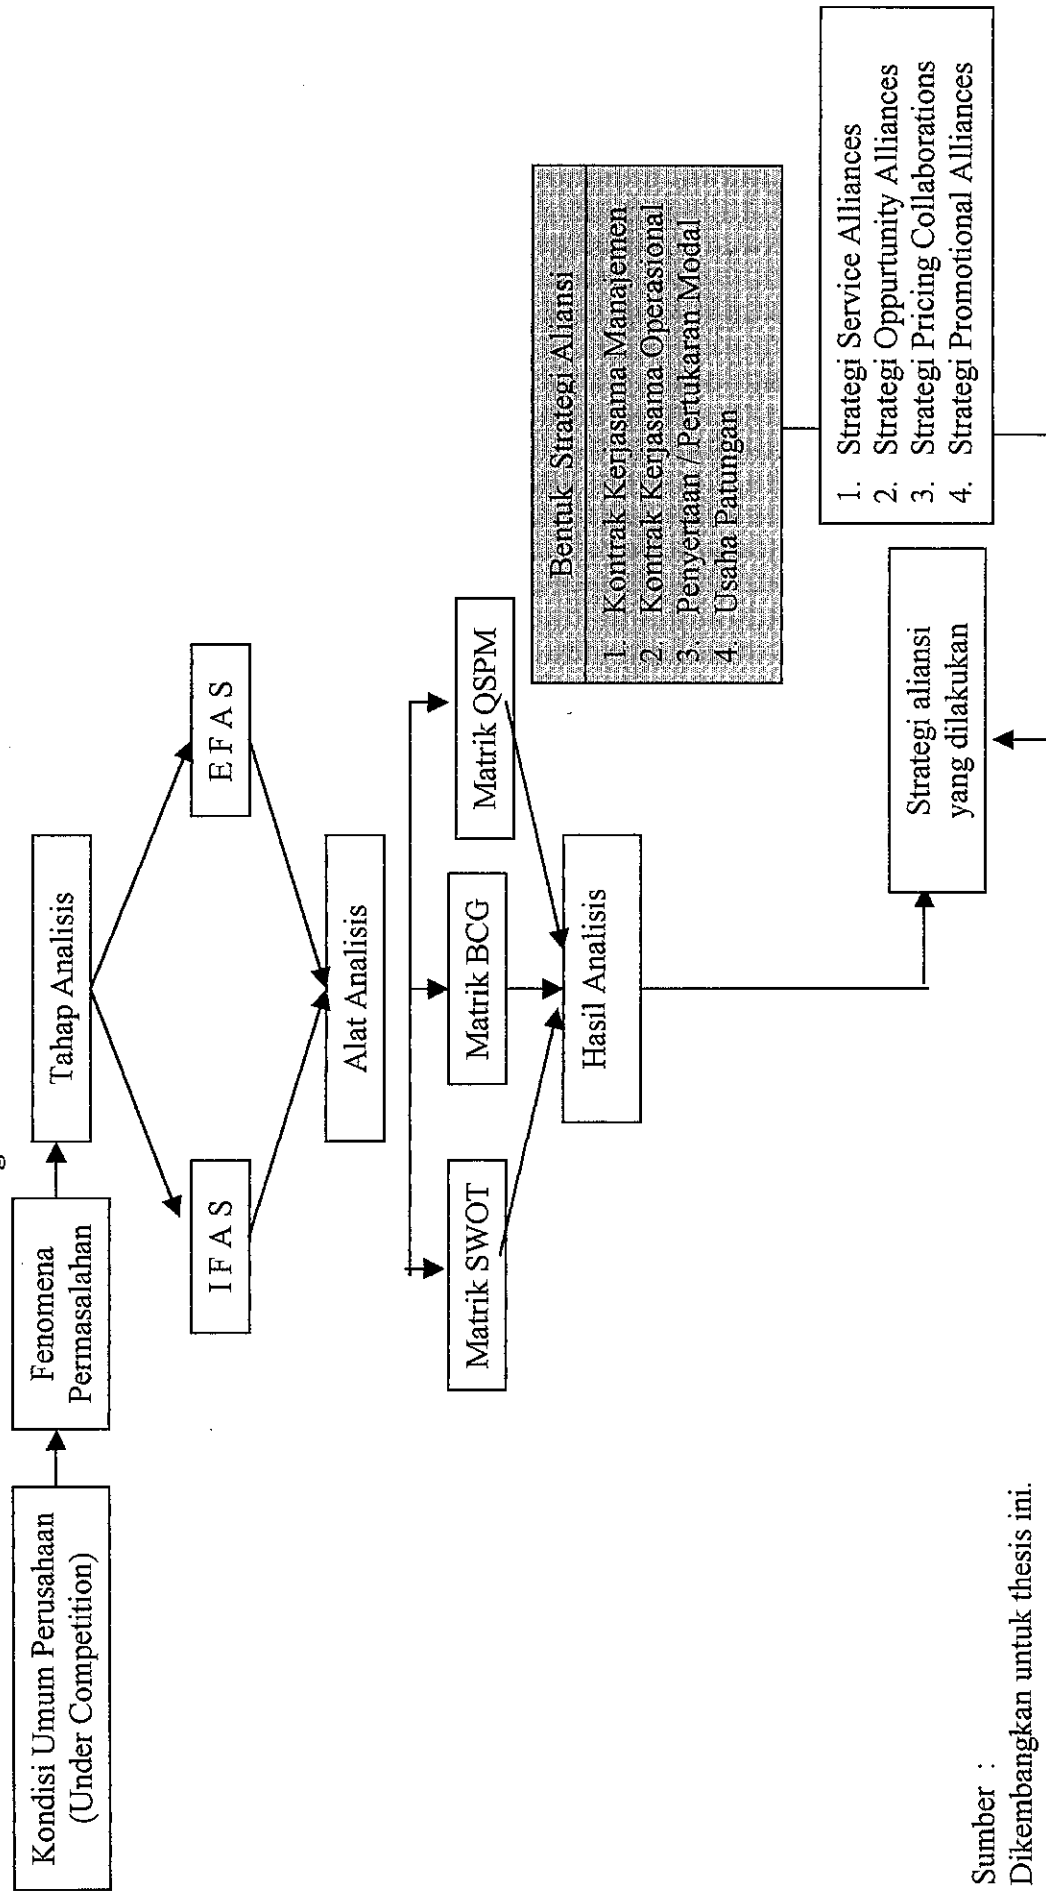 Kondisi Umum Perusahaan
(Under Competition)
Fenomena
Permasalahan
Tahap Analisis
I F A S
E F A S
Alat Analisis
Matrik SWOT
Matrik BCG
Matrik QSPM
Hasil Analisis
Bentuk Strategi Aliansi
1. Kontrak Kerjasama Manajemen
2. Kontrak Kerjasama Operasional
3. Penyertaan / Pertukaran Modal
4. Usaha Patungan
1. Strategi Service Alliances
2. Strategi Oppurtunity Alliances
3. Strategi Pricing Collaborations
4. Strategi Promotional Alliances
Strategi aliansi
yang dilakukan
Sumber :
Dikembangkan untuk thesis ini.